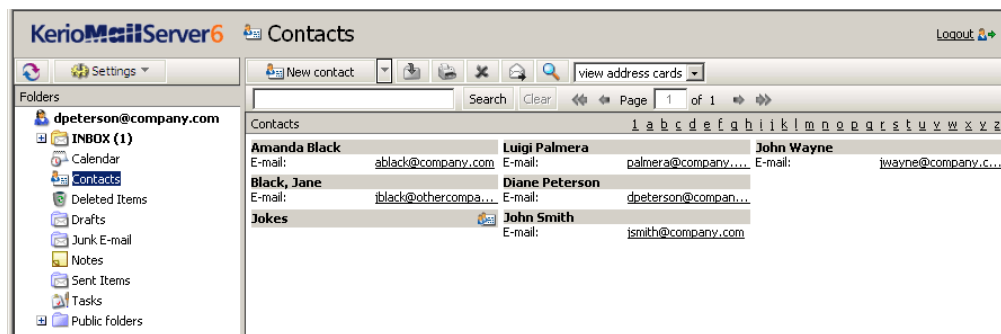 KerioMailServer6 Contacts Logout
Settings New contact view address cards
Folders Search Clear Page 1 of 1
dpeterson@company.com Contacts 1 a b c d e f g h i j k l m n o p q r s t u v w x y z
INBOX (1) Amanda Black Luigi Palmera John Wayne
Calendar E-mail: ablack@company.com E-mail: palmera@company.... E-mail: jwayne@company.c...
Contacts Black, Jane Diane Peterson
Deleted Items E-mail: jblack@othercompa... E-mail: dpeterson@compan...
Drafts Jokes John Smith
E-mail: jsmith@company.com
Junk E-mail
Notes
Sent Items
Tasks
Public folders